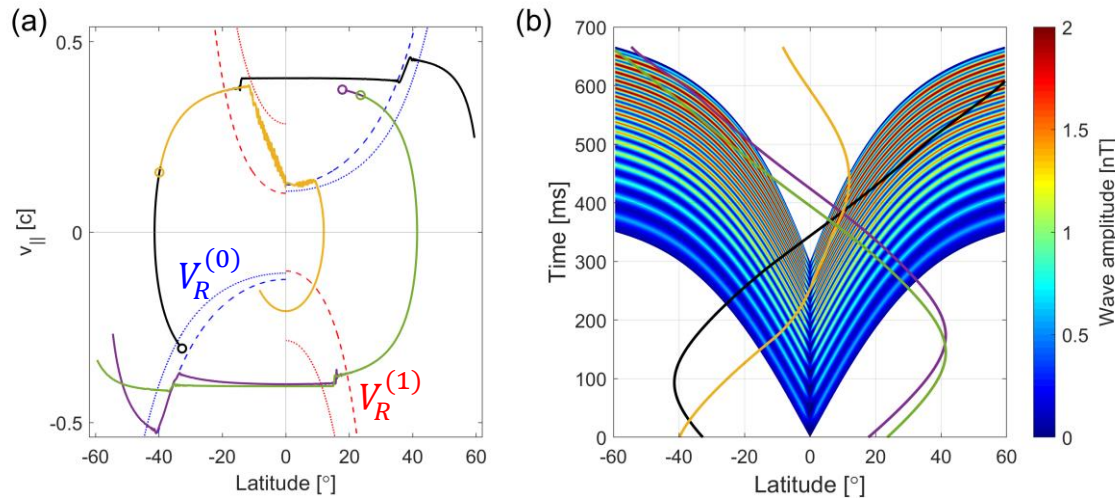 (a)
0.5
0
-0.5
v|| [c]
V_R^(0)
V_R^(1)
-60 -40 -20 0 20 40 60
Latitude [°]
(b)
700
600
500
400
300
200
100
0
Time [ms]
-60 -40 -20 0 20 40 60
Latitude [°]
2
1.5
1
0.5
0
Wave amplitude [nT]